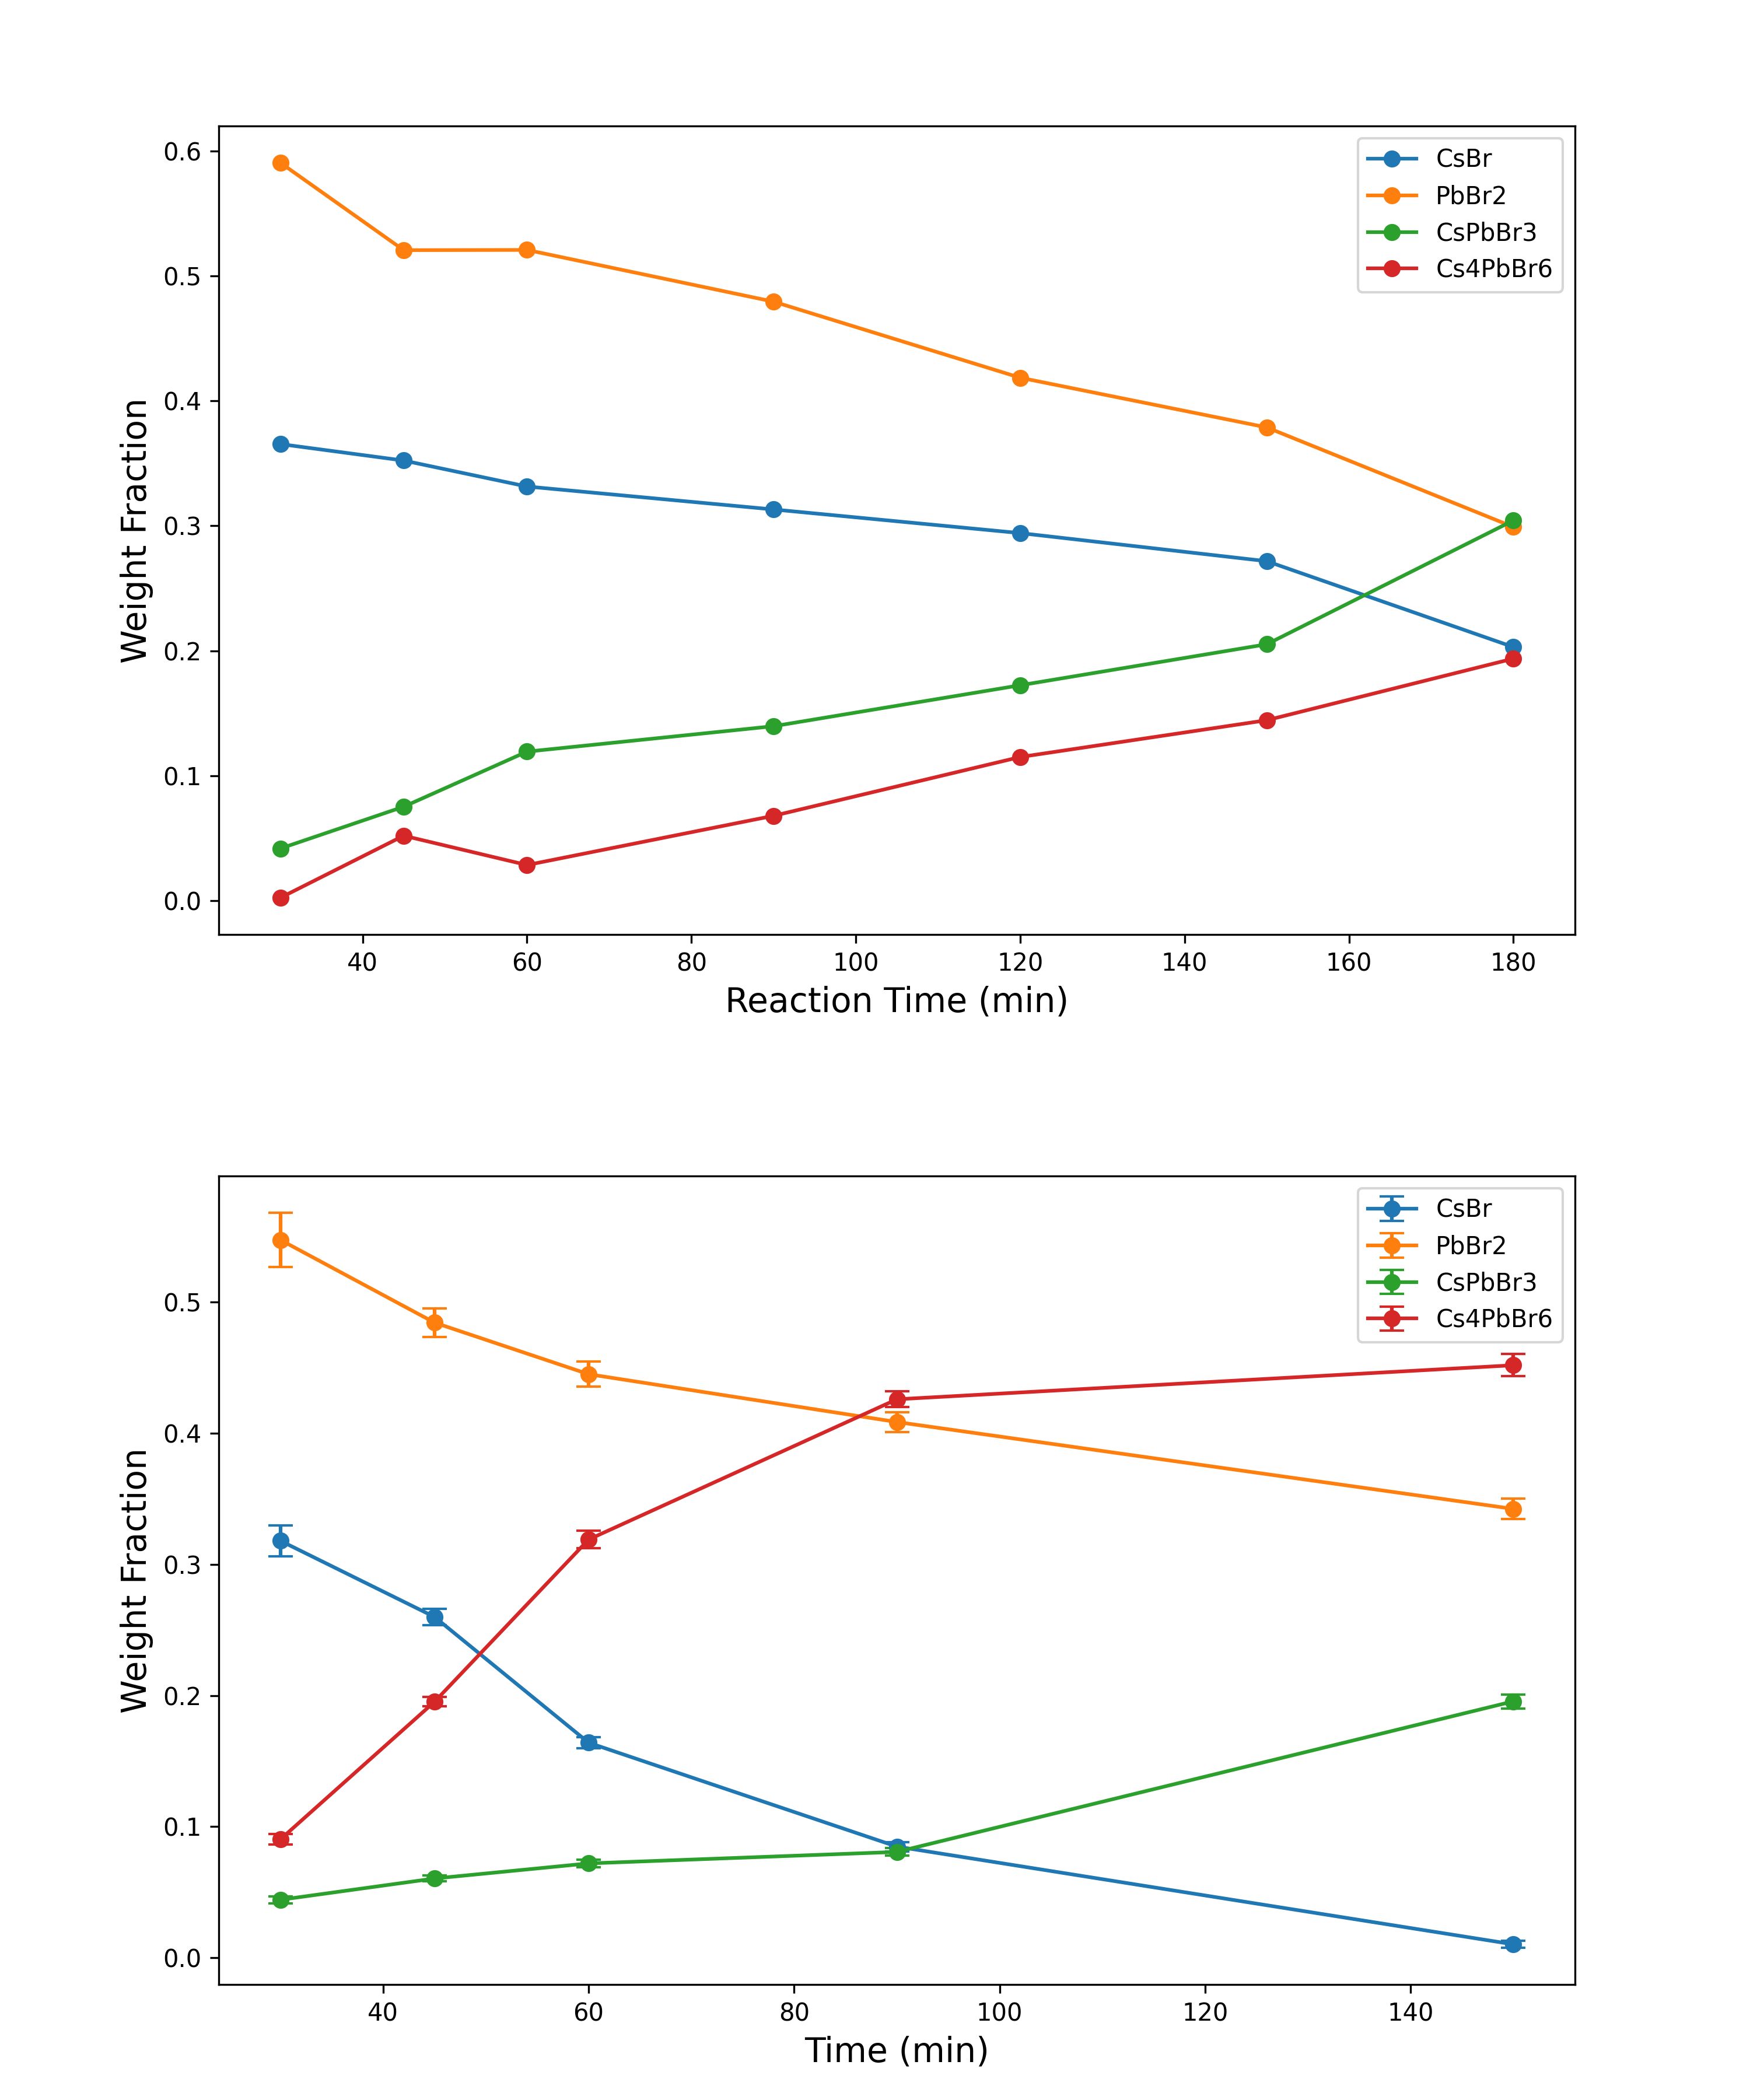 0.6
0.5
0.4
0.3
0.2
0.1
0.0
Weight Fraction
CsBr
PbBr2
CsPbBr3
Cs4PbBr6
40 60 80 100 120 140 160 180
Reaction Time (min)
0.5
0.4
0.3
0.2
0.1
0.0
Weight Fraction
CsBr
PbBr2
CsPbBr3
Cs4PbBr6
40 60 80 100 120 140
Time (min)